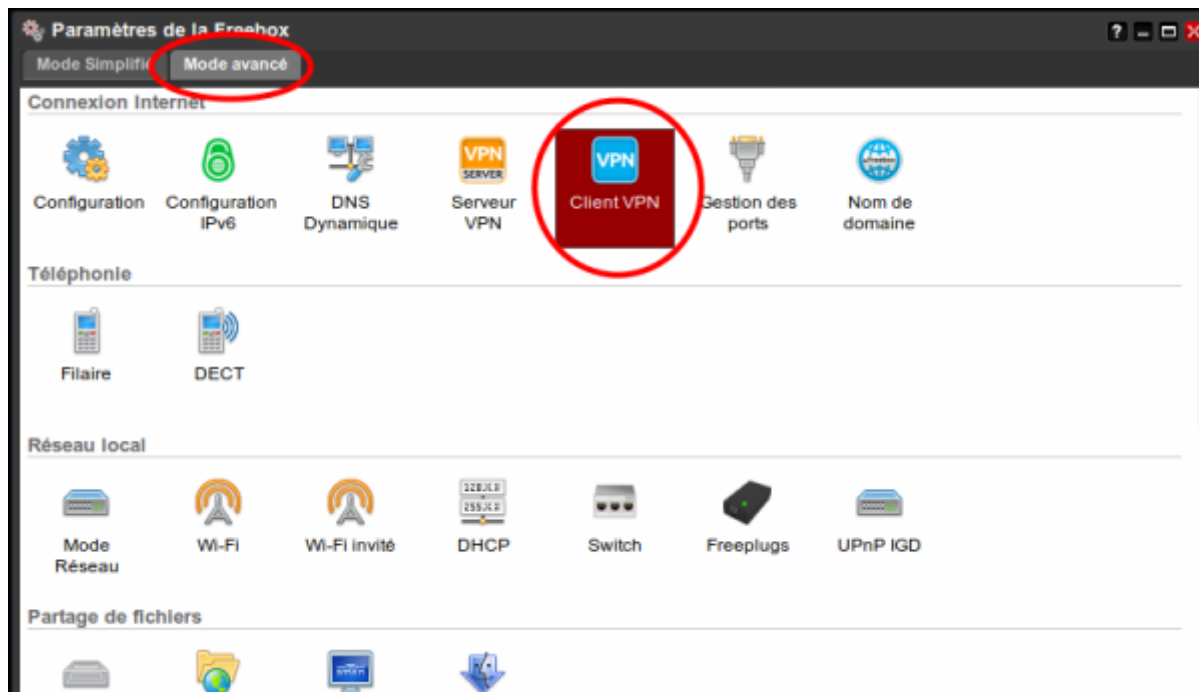 Paramètres de la Freebox
Mode Simplifié Mode avancé
Connexion Internet
VPN SERVER VPN
Configuration Configuration IPv6 DNS Dynamique Serveur VPN Client VPN Gestion des ports Nom de domaine
Téléphonie
Filaire DECT
Réseau local
Mode Réseau Wi-Fi Wi-Fi invité DHCP Switch Freeplugs UPnP IGD
Partage de fichiers